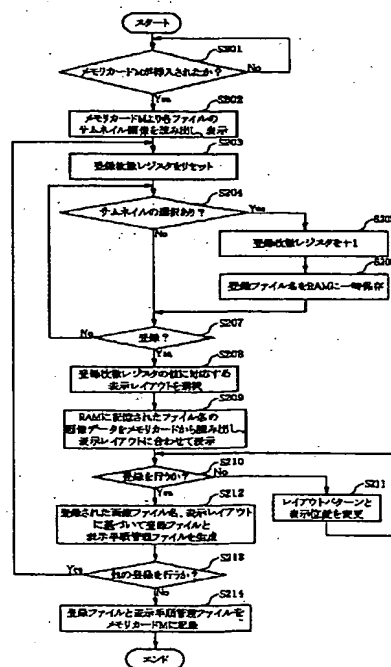 スタート
S201
メモリカードMが挿入されたか?
No
Yes
S202
メモリカードMより各ファイルの
サムネイル画像を読み出し、表示
S203
登録枚数レジスタをリセット
S204
サムネイルの選択あり?
Yes
No
登録枚数レジスタを+1
登録ファイル名をRAMに一時保存
S207
登録?
No
Yes
S208
登録枚数レジスタの値に対応する
表示レイアウトを
S209
RAMに記憶されたファイル名の
画像データをメモリカードから読み出し、
表示レイアウトに合わせて表示
S210
登録を行うか?
No
Yes
S211
レイアウトパターンと
表示位置を変更
S212
登録された画像ファイル名、表示レイアウト
に基づいて登録ファイルと
表示手順管理ファイルを生成
S213
の登録を行うか?
Yes
No
S214
登録ファイルと表示手順管理ファイルを
メモリカードMに記録
エンド